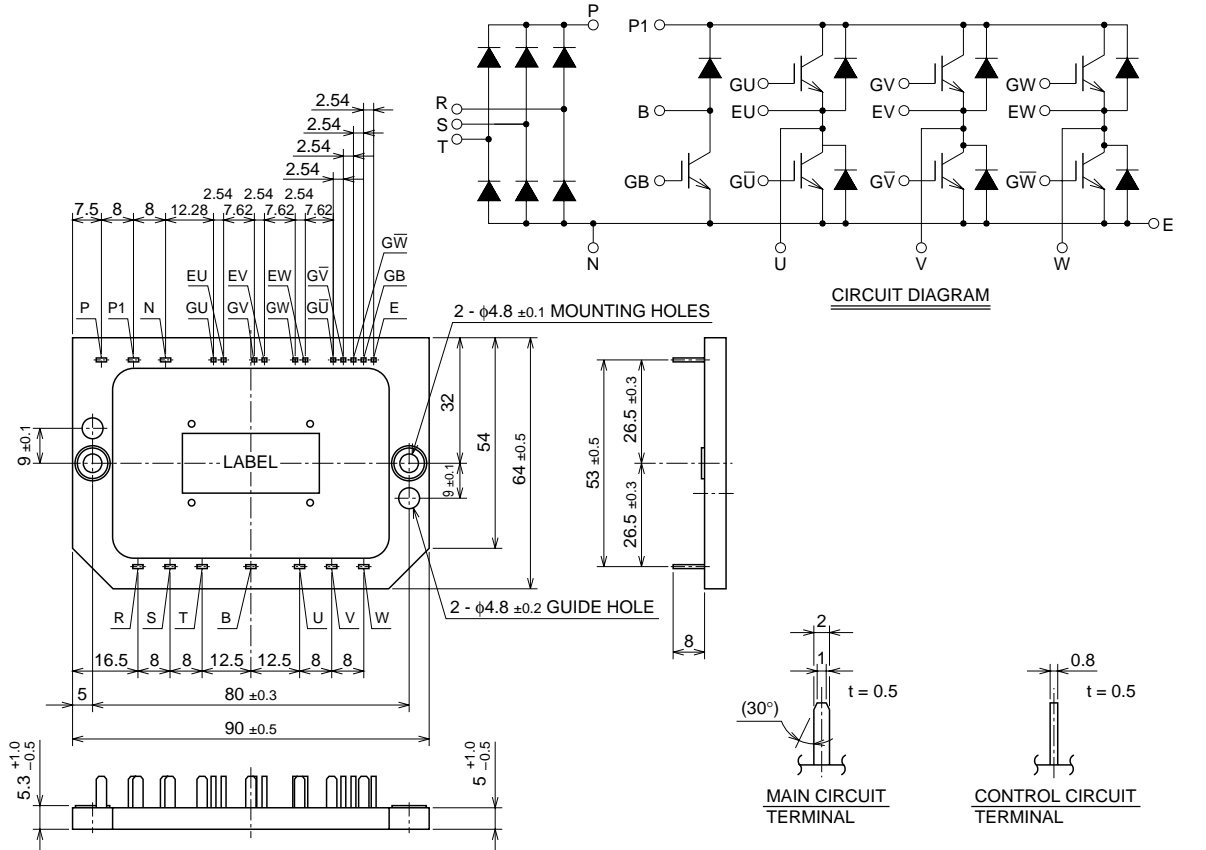 P
P1
R
S
T
B
GB
GU
EU
GU̅
GV
EV
GV̅
GW
EW
GW̅
N
U
V
W
E
CIRCUIT DIAGRAM
2.54
2.54
2.54
2.54
2.54 2.54 2.54
7.5 8 8 12.28 7.62 7.62 7.62
GW̅
EU EV EW GV̅ GB
P P1 N GU GV GW GU̅ E
2 - φ4.8 ±0.1 MOUNTING HOLES
LABEL
9 ±0.1
32
54
64 ±0.5
9 ±0.1
53 ±0.5
26.5 ±0.3
26.5 ±0.3
8
R S T B U V W
2 - φ4.8 ±0.2 GUIDE HOLE
16.5 8 8 12.5 12.5 8 8
5 80 ±0.3
90 ±0.5
5.3 +1.0 −0.5
5 +1.0 −0.5
2
1
t = 0.5
(30°)
MAIN CIRCUIT
TERMINAL
0.8
t = 0.5
CONTROL CIRCUIT
TERMINAL